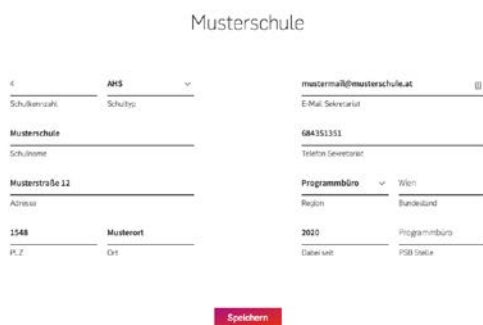 Musterschule
AHS
Schulkennzahl
Schultyp
Musterschule
Schulname
Musterstraße 12
Adresse
1548
Musterort
PLZ
Ort
mustermail@musterschule.at
E-Mail Sekretariat
684351351
Telefon Sekretariat
Programmbüro
Wien
Region
Bundesland
2020
Programmbüro
Dabei seit
PSB Stelle
Speichern